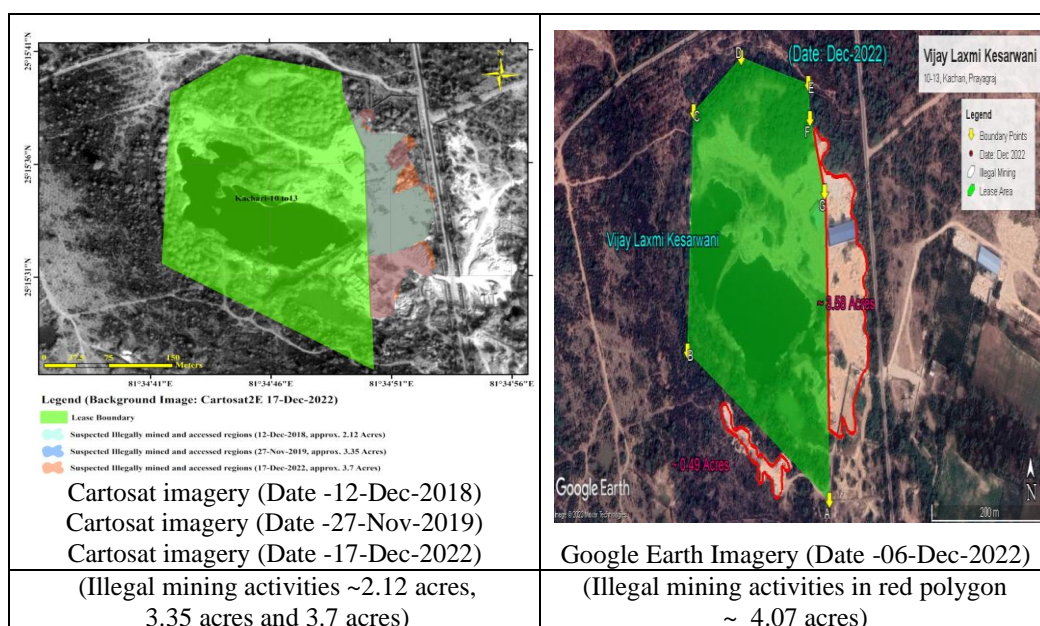 25°15'41"N
25°15'36"N
25°15'31"N
N
Kachari-10 to 13
0 37.5 75 150
Meters
81°34'41"E 81°34'46"E 81°34'51"E 81°34'56"E
Legend (Background Image: Cartosat2E 17-Dec-2022)
Lease Boundary
Suspected Illegally mined and accessed regions (12-Dec-2018, approx. 2.12 Acres)
Suspected Illegally mined and accessed regions (27-Nov-2019, approx. 3.35 Acres)
Suspected Illegally mined and accessed regions (17-Dec-2022, approx. 3.7 Acres)
Cartosat imagery (Date -12-Dec-2018)
Cartosat imagery (Date -27-Nov-2019)
Cartosat imagery (Date -17-Dec-2022)
(Illegal mining activities ~2.12 acres,
3.35 acres and 3.7 acres)
(Date: Dec-2022)
Vijay Laxmi Kesarwani
10-13, Kachari, Prayagraj
Legend
Boundary Points
Date: Dec 2022
Illegal Mining
Lease Area
D
E
C
F
G
Vijay Laxmi Kesarwani
~ 3.58 Acres
B
~ 0.49 Acres
A
Google Earth
Image © 2023 Maxar Technologies
N
200 m
Google Earth Imagery (Date -06-Dec-2022)
(Illegal mining activities in red polygon
~ 4.07 acres)